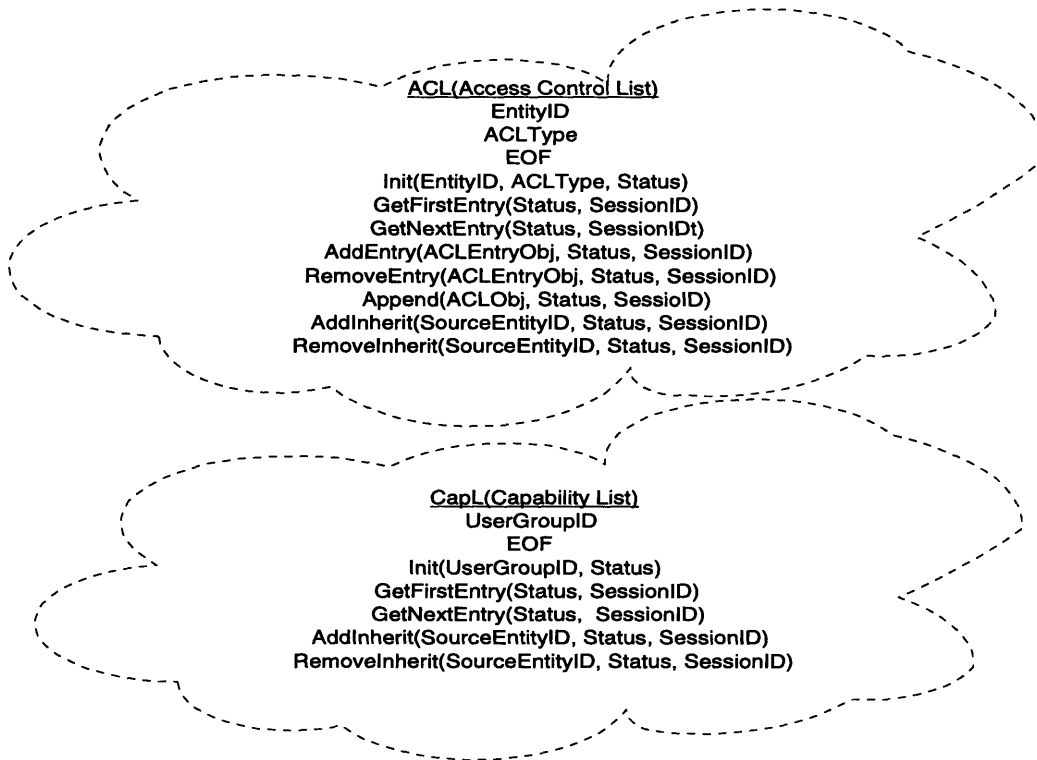 ACL(Access Control List)
EntityID
ACLType
EOF
Init(EntityID, ACLType, Status)
GetFirstEntry(Status, SessionID)
GetNextEntry(Status, SessionIDt)
AddEntry(ACLEntryObj, Status, SessionID)
RemoveEntry(ACLEntryObj, Status, SessionID)
Append(ACLObj, Status, SessioID)
AddInherit(SourceEntityID, Status, SessionID)
RemoveInherit(SourceEntityID, Status, SessionID)
CapL(Capability List)
UserGroupID
EOF
Init(UserGroupID, Status)
GetFirstEntry(Status, SessionID)
GetNextEntry(Status, SessionID)
AddInherit(SourceEntityID, Status, SessionID)
RemoveInherit(SourceEntityID, Status, SessionID)